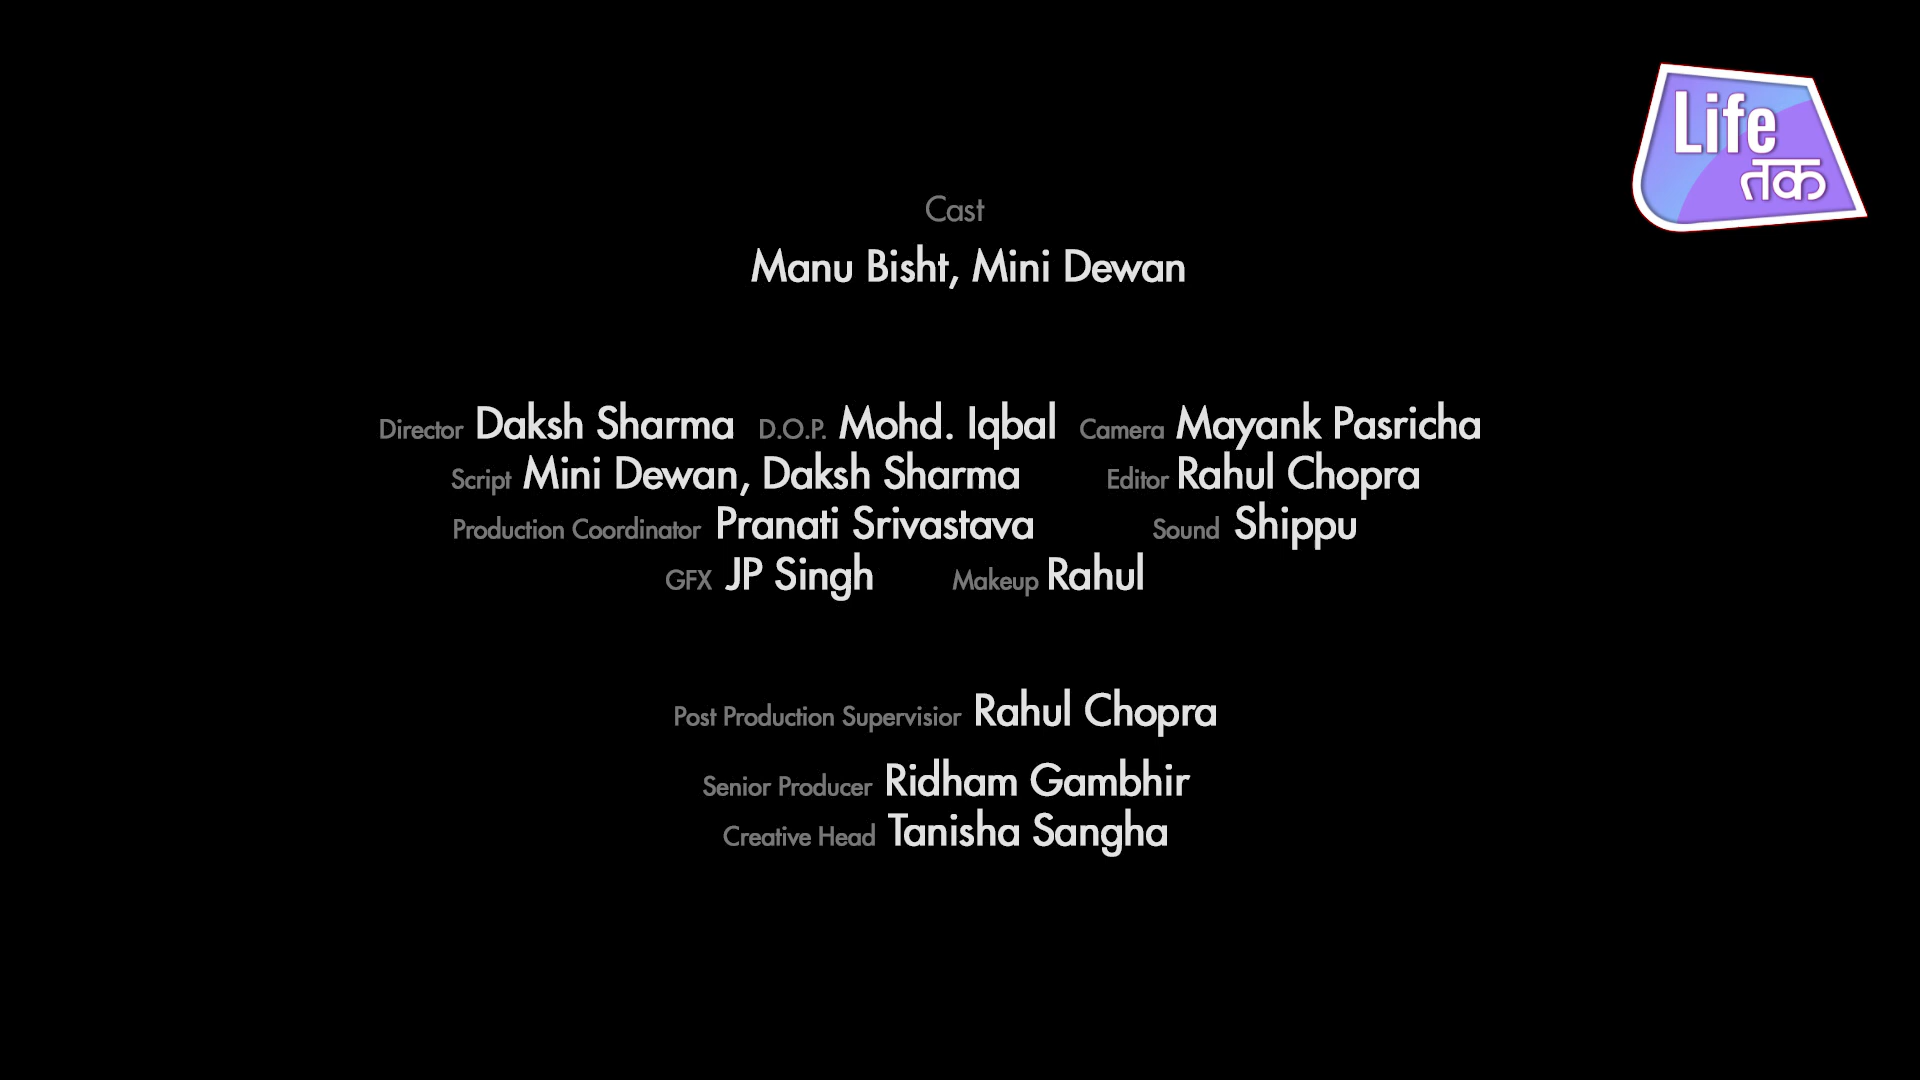 Life
तक
Cast
Manu Bisht, Mini Dewan
Director Daksh Sharma D.O.P. Mohd. Iqbal Camera Mayank Pasricha
Script Mini Dewan, Daksh Sharma Editor Rahul Chopra
Production Coordinator Pranati Srivastava Sound Shippu
GFX JP Singh Makeup Rahul
Post Production Supervisior Rahul Chopra
Senior Producer Ridham Gambhir
Creative Head Tanisha Sangha